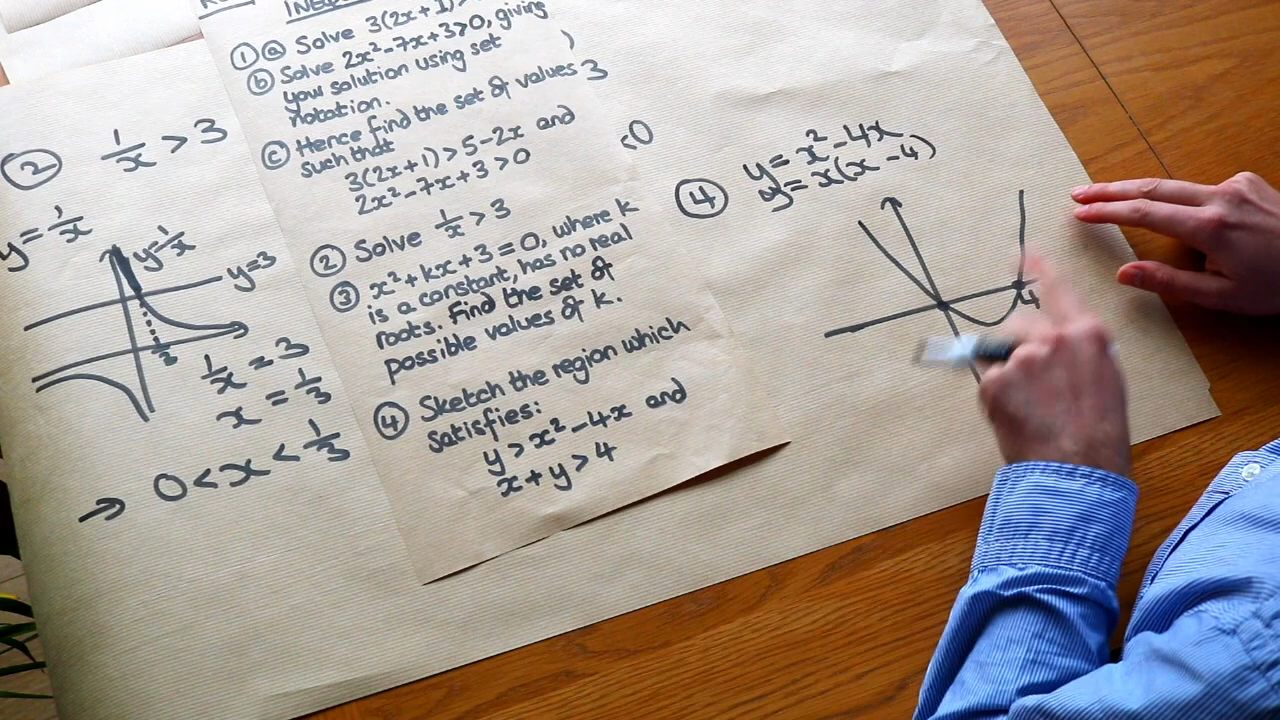 ② 1/x > 3
y = 1/x
y=1/x
y=3
1/3
1/x = 3
x = 1/3
→ 0 < x < 1/3
① ⓐ Solve 3(2x+1)>
ⓑ Solve 2x²-7x+3>0, giving
your solution using set
notation.
ⓒ Hence find the set of values
such that
3(2x+1) > 5-2x and
2x²-7x+3 > 0
② Solve 1/x > 3
③ x²+kx+3=0, where k
is a constant, has no real
roots. Find the set of
possible values of k.
④ Sketch the region which
satisfies:
y > x²-4x and
x+y > 4
)
3
<0
④ y = x²-4x
y = x(x-4)
4